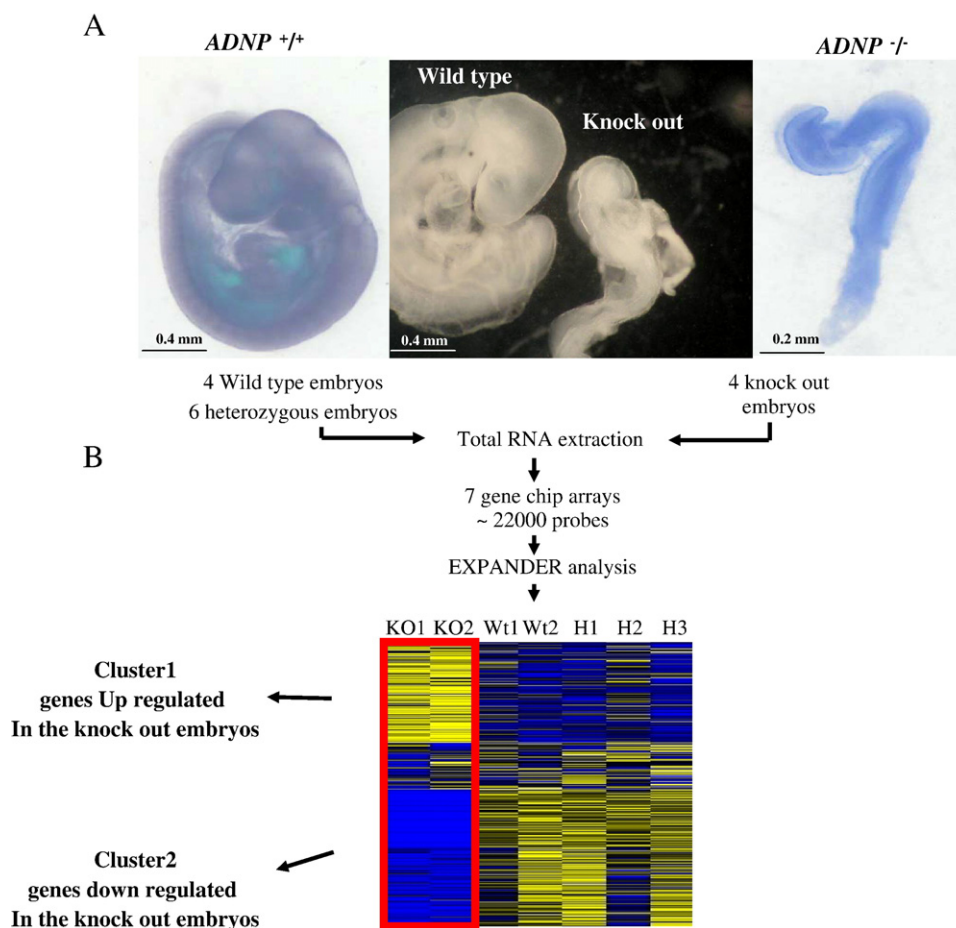 A
ADNP +/+
ADNP -/-
Wild type
Knock out
0.4 mm
0.4 mm
0.2 mm
4 Wild type embryos
6 heterozygous embryos
4 knock out
embryos
Total RNA extraction
B
7 gene chip arrays
~ 22000 probes
EXPANDER analysis
KO1 KO2 Wt1 Wt2 H1 H2 H3
Cluster1
genes Up regulated
In the knock out embryos
Cluster2
genes down regulated
In the knock out embryos